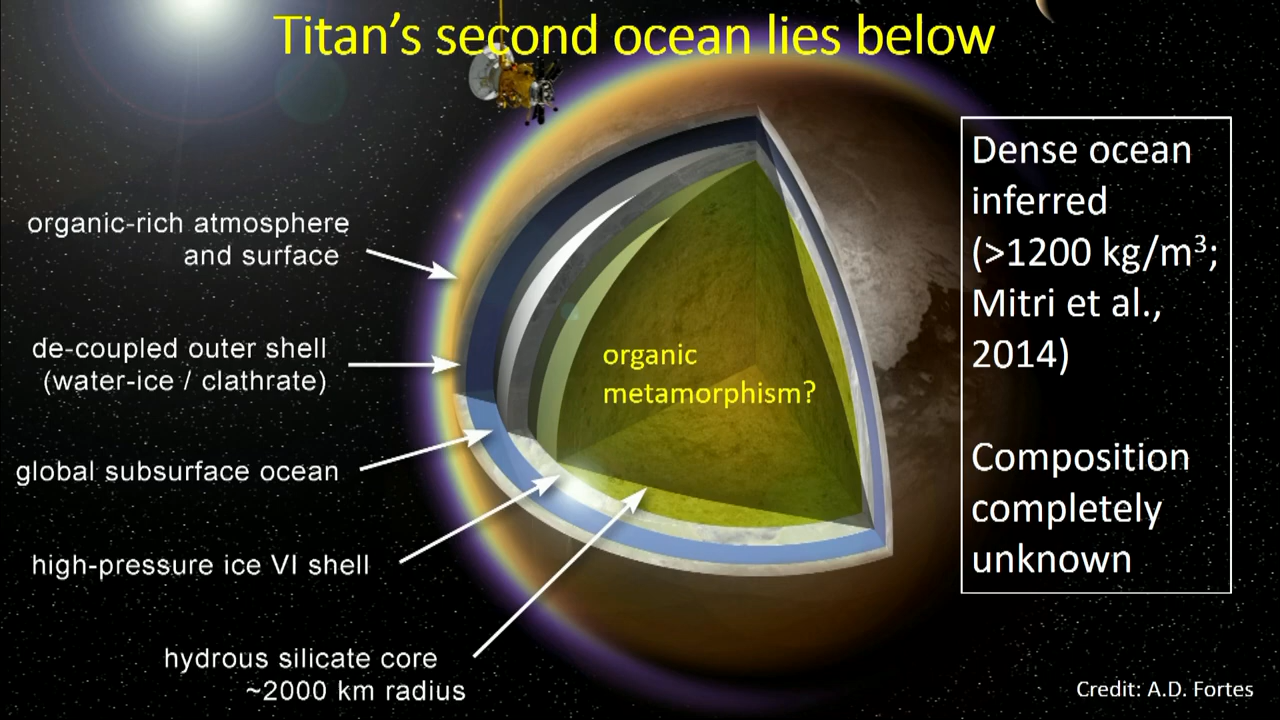 Titan's second ocean lies below
organic-rich atmosphere
and surface
de-coupled outer shell
(water-ice / clathrate)
global subsurface ocean
high-pressure ice VI shell
hydrous silicate core
~2000 km radius
organic
metamorphism?
Dense ocean
inferred
(>1200 kg/m³;
Mitri et al.,
2014)
Composition
completely
unknown
Credit: A.D. Fortes